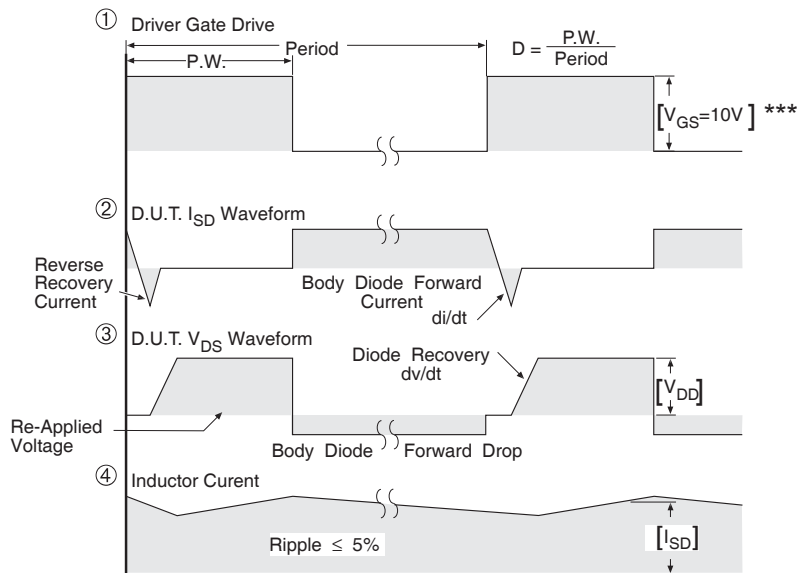 ① Driver Gate Drive
P.W.
Period
D = P.W. / Period
[VGS=10V] ***
② D.U.T. ISD Waveform
Reverse
Recovery
Current
Body Diode Forward
Current
di/dt
③ D.U.T. VDS Waveform
Diode Recovery
dv/dt
[VDD]
Re-Applied
Voltage
Body Diode Forward Drop
④ Inductor Curent
Ripple ≤ 5%
[ISD]